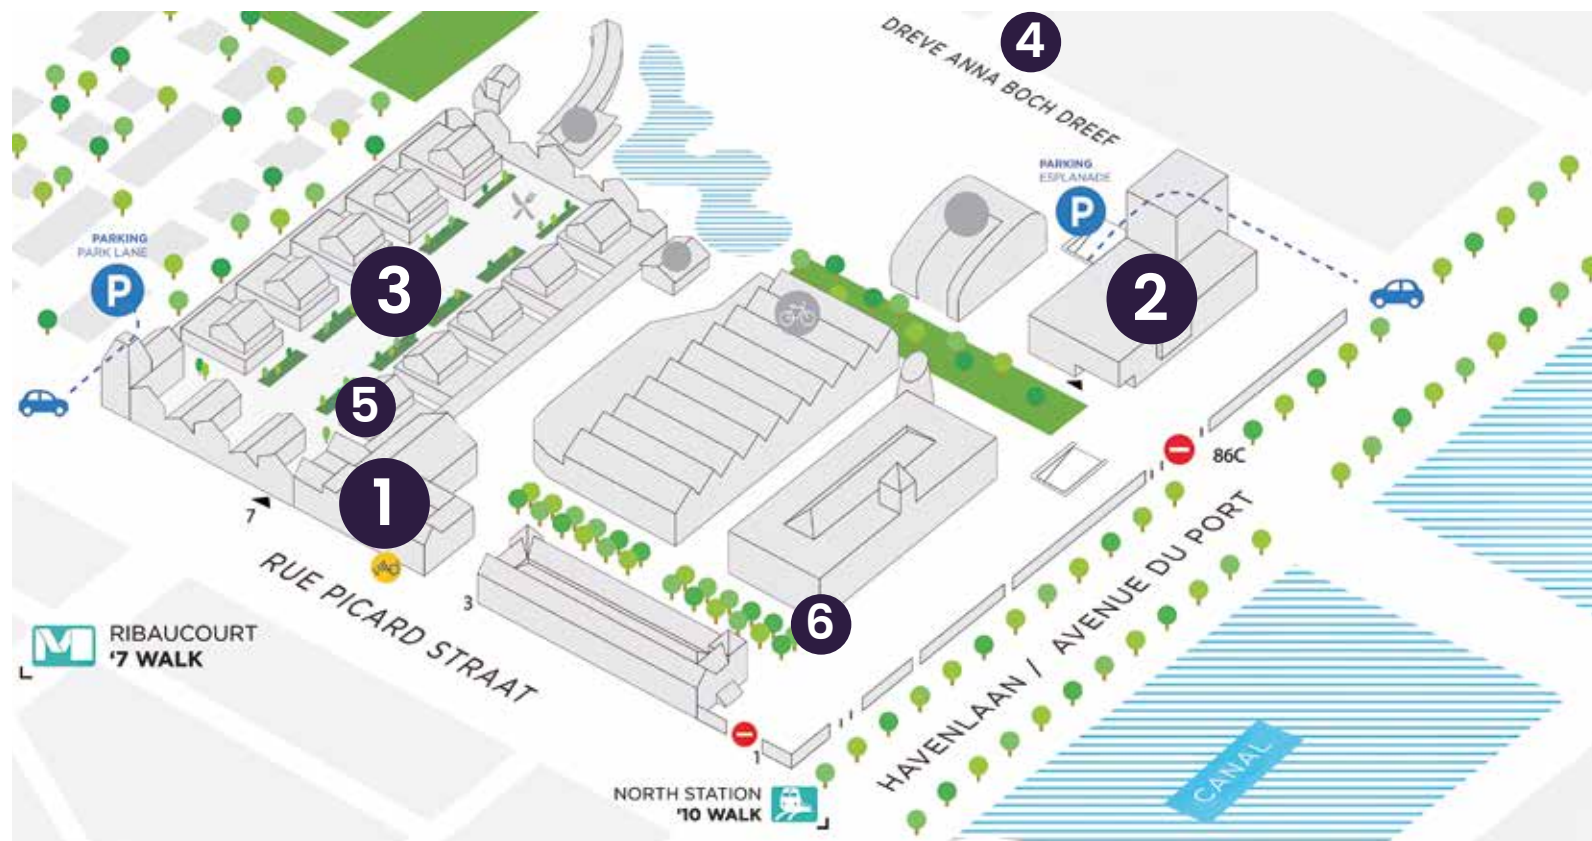 4
DREVE ANNA BOCH DREEF
PARKING
ESPLANADE
P
PARKING
PARK LANE
P
3
2
5
1
86C
7
RUE PICARD STRAAT
3
6
M
RIBAUCOURT
'7 WALK
HAVENLAAN / AVENUE DU PORT
1
NORTH STATION
'10 WALK
CANAL